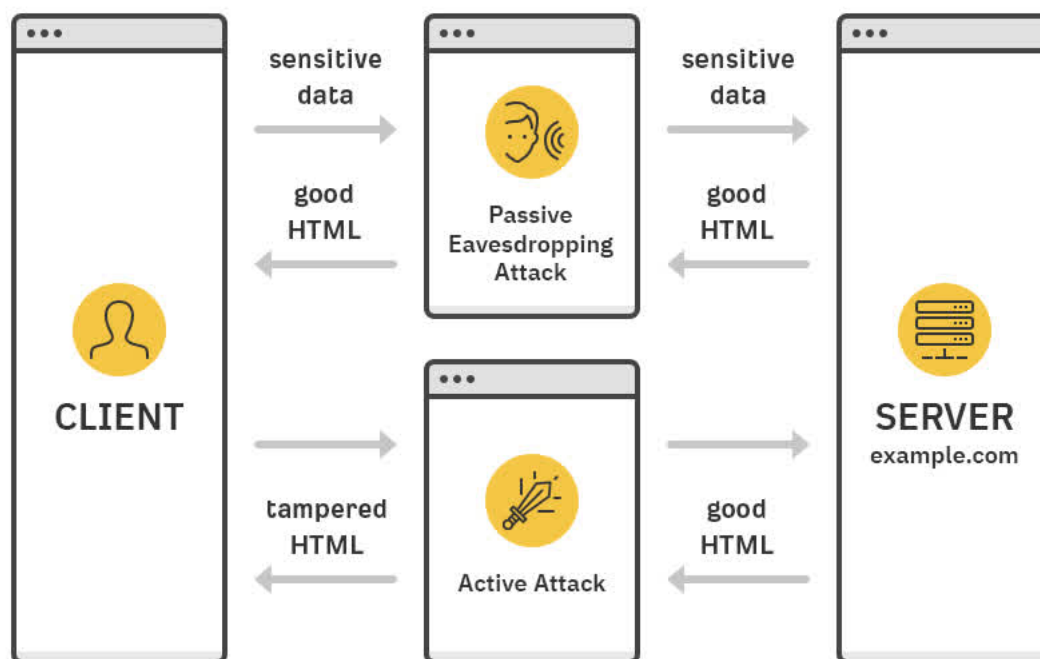 sensitive
data
good
HTML
Passive
Eavesdropping
Attack
sensitive
data
good
HTML
CLIENT
tampered
HTML
Active Attack
good
HTML
SERVER
example.com